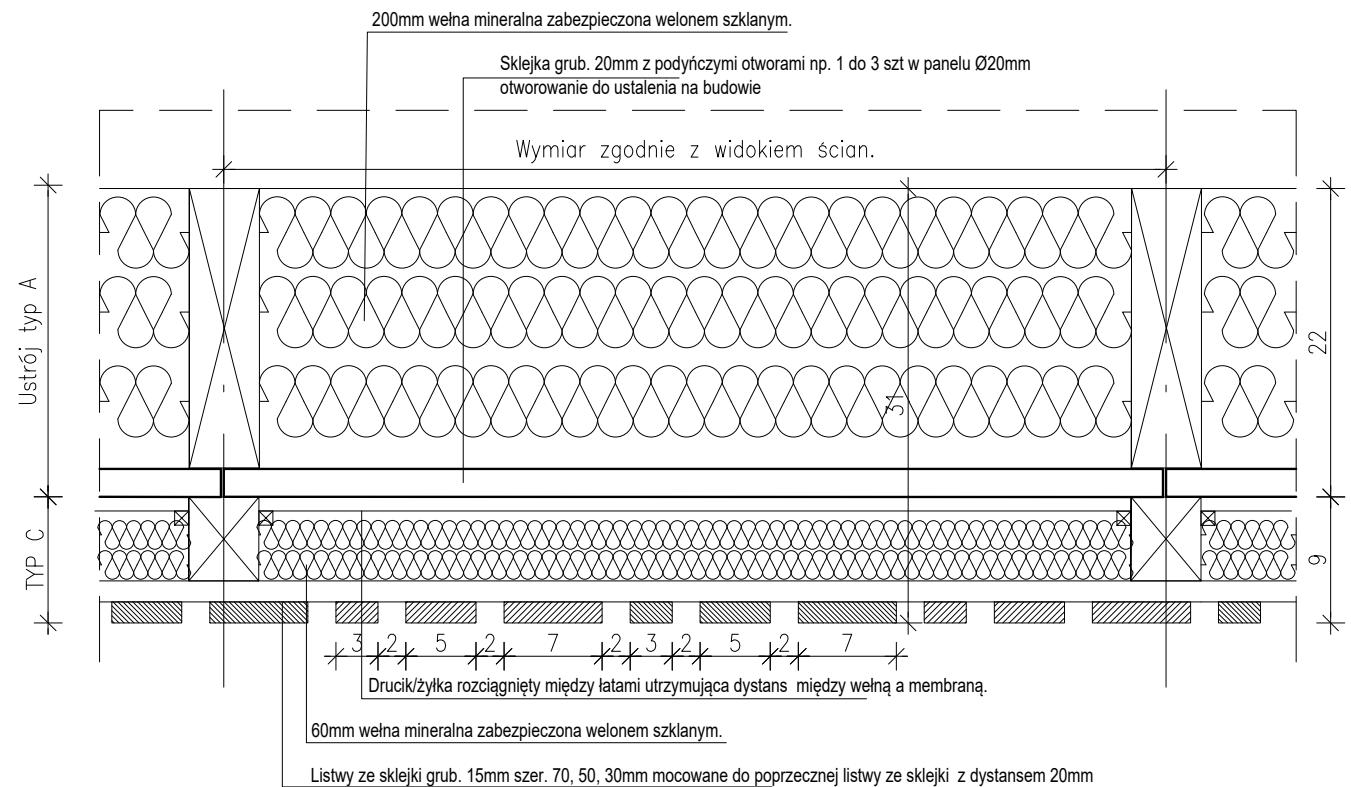 200mm wełna mineralna zabezpieczona welonem szklanym.
Sklejka grub. 20mm z podyńczymi otworami np. 1 do 3 szt w panelu Ø20mm
otworowanie do ustalenia na budowie
Wymiar zgodnie z widokiem ścian.
Ustrój typ A
31
22
TYP C
9
3 2 5 2 7 2 3 2 5 2 7
Drucik/żyłka rozciągnięty między łatami utrzymująca dystans między wełną a membraną.
60mm wełna mineralna zabezpieczona welonem szklanym.
Listwy ze sklejki grub. 15mm szer. 70, 50, 30mm mocowane do poprzecznej listwy ze sklejki z dystansem 20mm